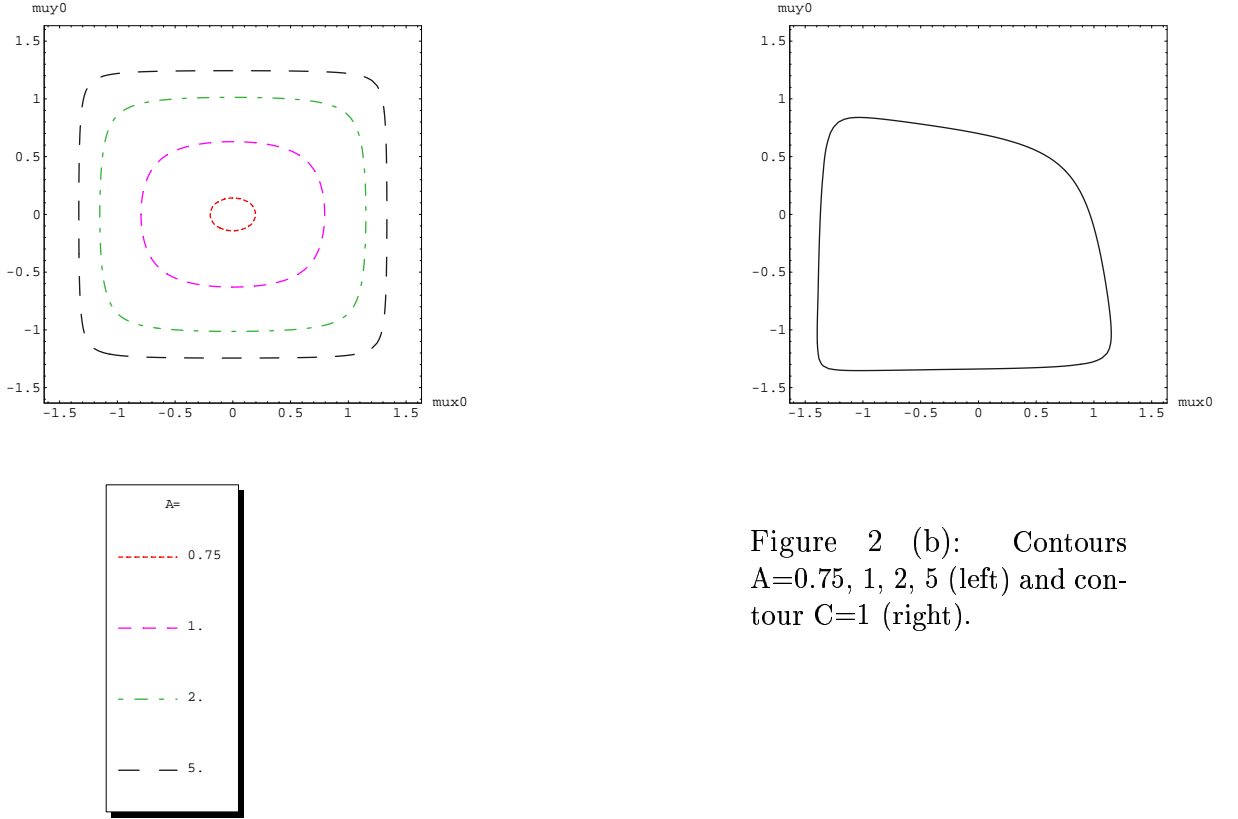 muy0
1.5
1
0.5
0
-0.5
-1
-1.5
-1.5 -1 -0.5 0 0.5 1 1.5
mux0
muy0
1.5
1
0.5
0
-0.5
-1
-1.5
-1.5 -1 -0.5 0 0.5 1 1.5
mux0
A=
0.75
1.
2.
5.
Figure 2 (b): Contours
A=0.75, 1, 2, 5 (left) and con-
tour C=1 (right).